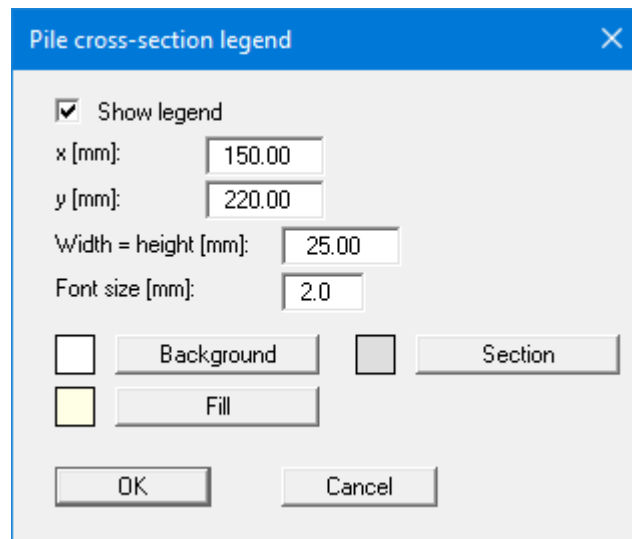 Pile cross-section legend
Show legend
x [mm]: 150.00
y [mm]: 220.00
Width = height [mm]: 25.00
Font size [mm]: 2.0
Background Section
Fill
OK Cancel